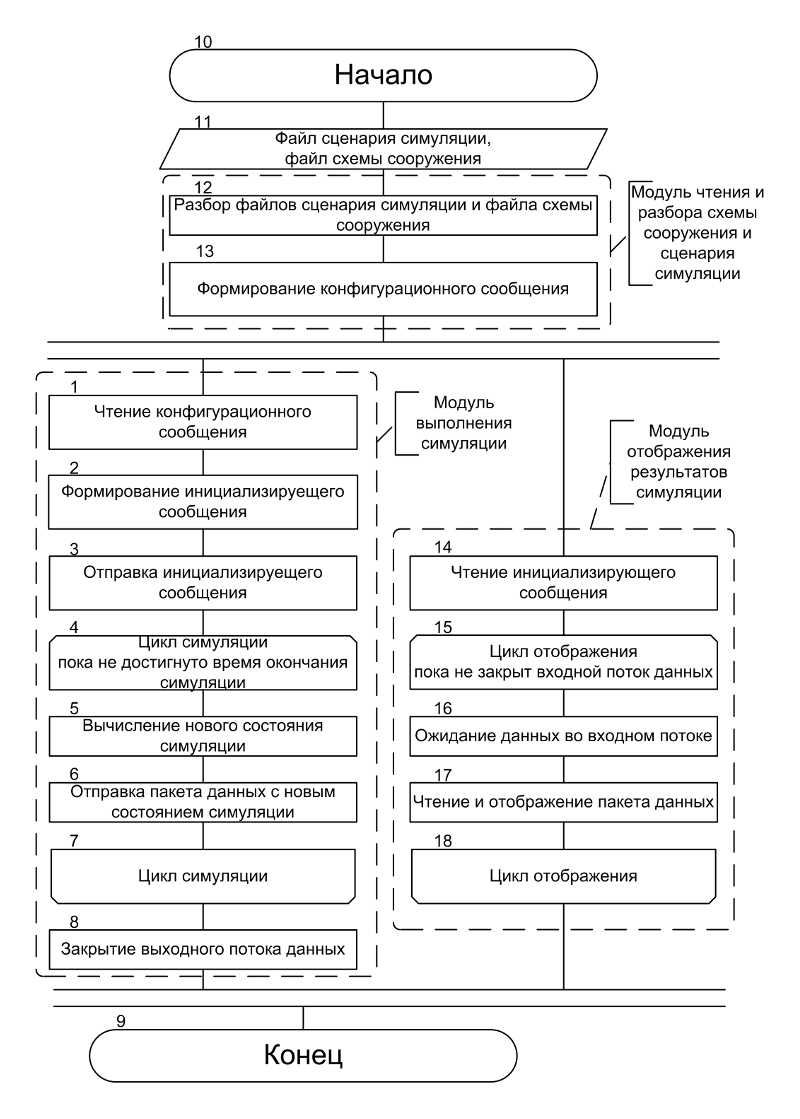 10
Начало
11
Файл сценария симуляции,
файл схемы сооружения
12
Разбор файлов сценария симуляции и файла схемы
сооружения
13
Формирование конфигурационного сообщения
Модуль чтения и
разбора схемы
сооружения и
сценария
симуляции
1
Чтение конфигурационного
сообщения
2
Формирование инициализируещего
сообщения
3
Отправка инициализируещего
сообщения
4
Цикл симуляции
пока не достигнуто время окончания
симуляции
5
Вычисление нового состояния
симуляции
6
Отправка пакета данных с новым
состоянием симуляции
7
Цикл симуляции
8
Закрытие выходного потока данных
Модуль
выполнения
симуляции
Модуль
отображения
результатов
симуляции
14
Чтение инициализирующего
сообщения
15
Цикл отображения
пока не закрыт входной поток данных
16
Ожидание данных во входном потоке
17
Чтение и отображение пакета данных
18
Цикл отображения
9
Конец